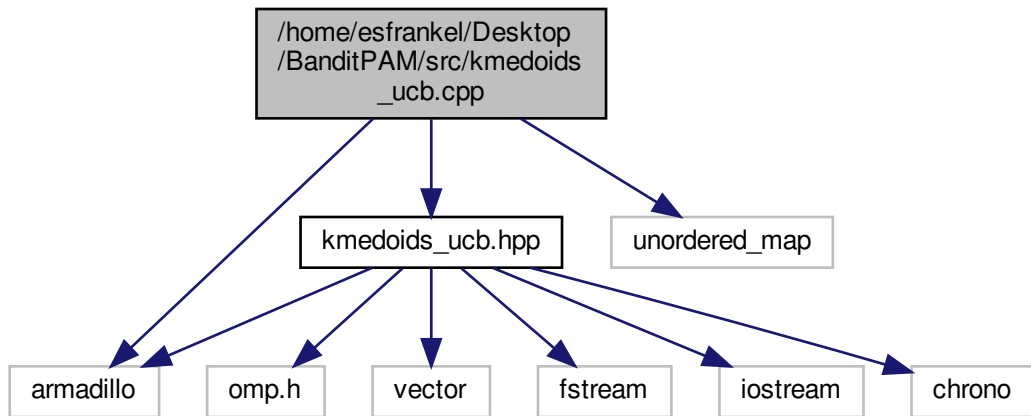 /home/esfrankel/Desktop
/BanditPAM/src/kmedoids
_ucb.cpp
kmedoids_ucb.hpp
unordered_map
armadillo
omp.h
vector
fstream
iostream
chrono